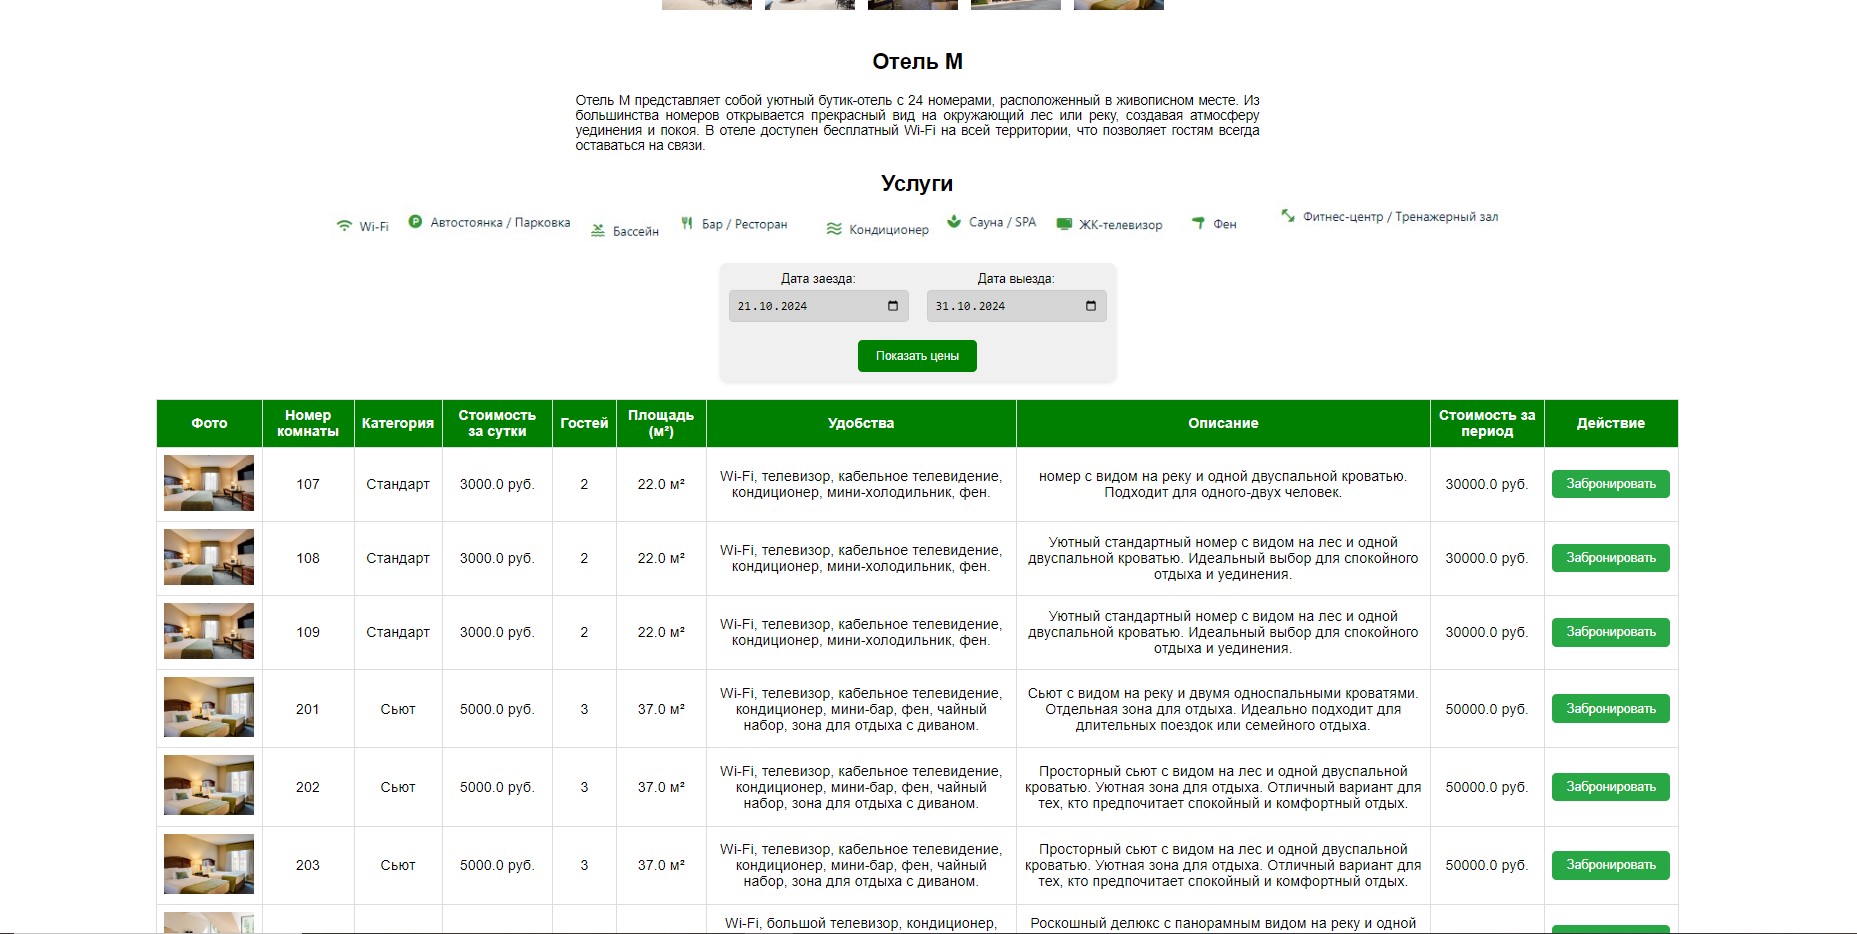 Отель М
Отель М представляет собой уютный бутик-отель с 24 номерами, расположенный в живописном месте. Из
большинства номеров открывается прекрасный вид на окружающий лес или реку, создавая атмосферу
уединения и покоя. В отеле доступен бесплатный Wi-Fi на всей территории, что позволяет гостям всегда
оставаться на связи.
Услуги
Wi-Fi
Автостоянка / Парковка
Бассейн
Бар / Ресторан
Кондиционер
Сауна / SPA
ЖК-телевизор
Фен
Фитнес-центр / Тренажерный зал
Дата заезда:
Дата выезда:
21.10.2024
31.10.2024
Показать цены
Фото
Номер
комнаты
Категория
Стоимость
за сутки
Гостей
Площадь
(м²)
Удобства
Описание
Стоимость за
период
Действие
107
Стандарт
3000.0 руб.
2
22.0 м²
Wi-Fi, телевизор, кабельное телевидение,
кондиционер, мини-холодильник, фен.
номер с видом на реку и одной двуспальной кроватью.
Подходит для одного-двух человек.
30000.0 руб.
Забронировать
108
Стандарт
3000.0 руб.
2
22.0 м²
Wi-Fi, телевизор, кабельное телевидение,
кондиционер, мини-холодильник, фен.
Уютный стандартный номер с видом на лес и одной
двуспальной кроватью. Идеальный выбор для спокойного
отдыха и уединения.
30000.0 руб.
Забронировать
109
Стандарт
3000.0 руб.
2
22.0 м²
Wi-Fi, телевизор, кабельное телевидение,
кондиционер, мини-холодильник, фен.
Уютный стандартный номер с видом на лес и одной
двуспальной кроватью. Идеальный выбор для спокойного
отдыха и уединения.
30000.0 руб.
Забронировать
201
Сьют
5000.0 руб.
3
37.0 м²
Wi-Fi, телевизор, кабельное телевидение,
кондиционер, мини-бар, фен, чайный
набор, зона для отдыха с диваном.
Сьют с видом на реку и двумя односпальными кроватями.
Отдельная зона для отдыха. Идеально подходит для
длительных поездок или семейного отдыха.
50000.0 руб.
Забронировать
202
Сьют
5000.0 руб.
3
37.0 м²
Wi-Fi, телевизор, кабельное телевидение,
кондиционер, мини-бар, фен, чайный
набор, зона для отдыха с диваном.
Просторный сьют с видом на лес и одной двуспальной
кроватью. Уютная зона для отдыха. Отличный вариант для
тех, кто предпочитает спокойный и комфортный отдых.
50000.0 руб.
Забронировать
203
Сьют
5000.0 руб.
3
37.0 м²
Wi-Fi, телевизор, кабельное телевидение,
кондиционер, мини-бар, фен, чайный
набор, зона для отдыха с диваном.
Просторный сьют с видом на лес и одной двуспальной
кроватью. Уютная зона для отдыха. Отличный вариант для
тех, кто предпочитает спокойный и комфортный отдых.
50000.0 руб.
Забронировать
Wi-Fi, большой телевизор, кондиционер,
Роскошный делюкс с панорамным видом на реку и одной